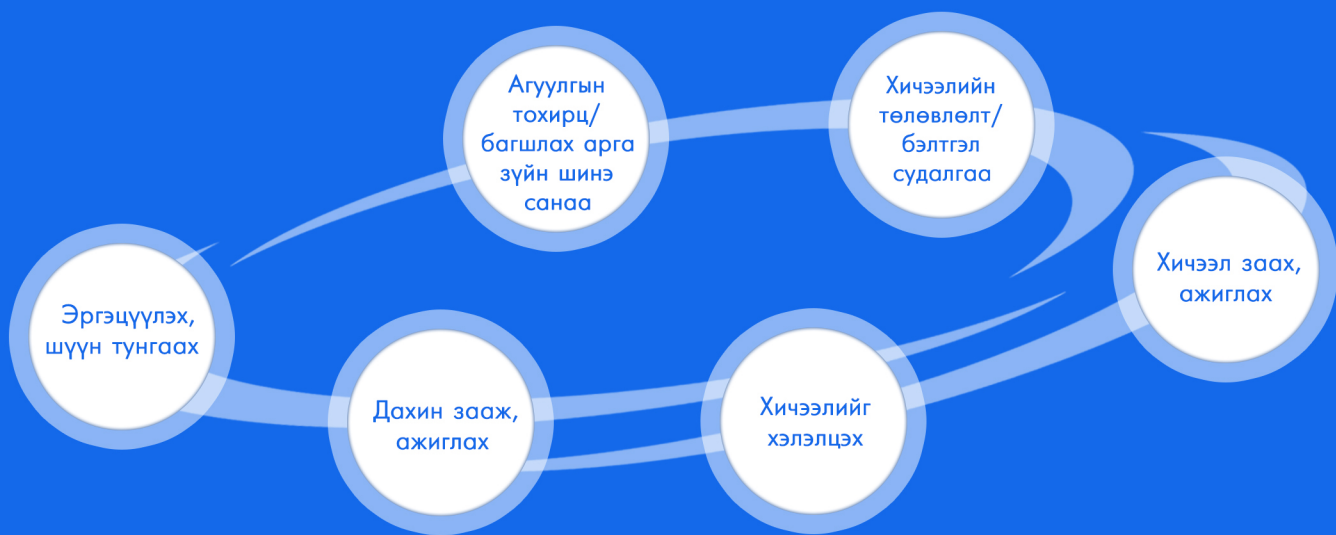 Агуулгын
тохирц/
багшлах арга
зүйн шинэ
санаа
Хичээлийн
төлөвлөлт/
бэлтгэл
судалгаа
Хичээл заах,
ажиглах
Хичээлийг
хэлэлцэх
Дахин зааж,
ажиглах
Эргэцүүлэх,
шүүн тунгаах